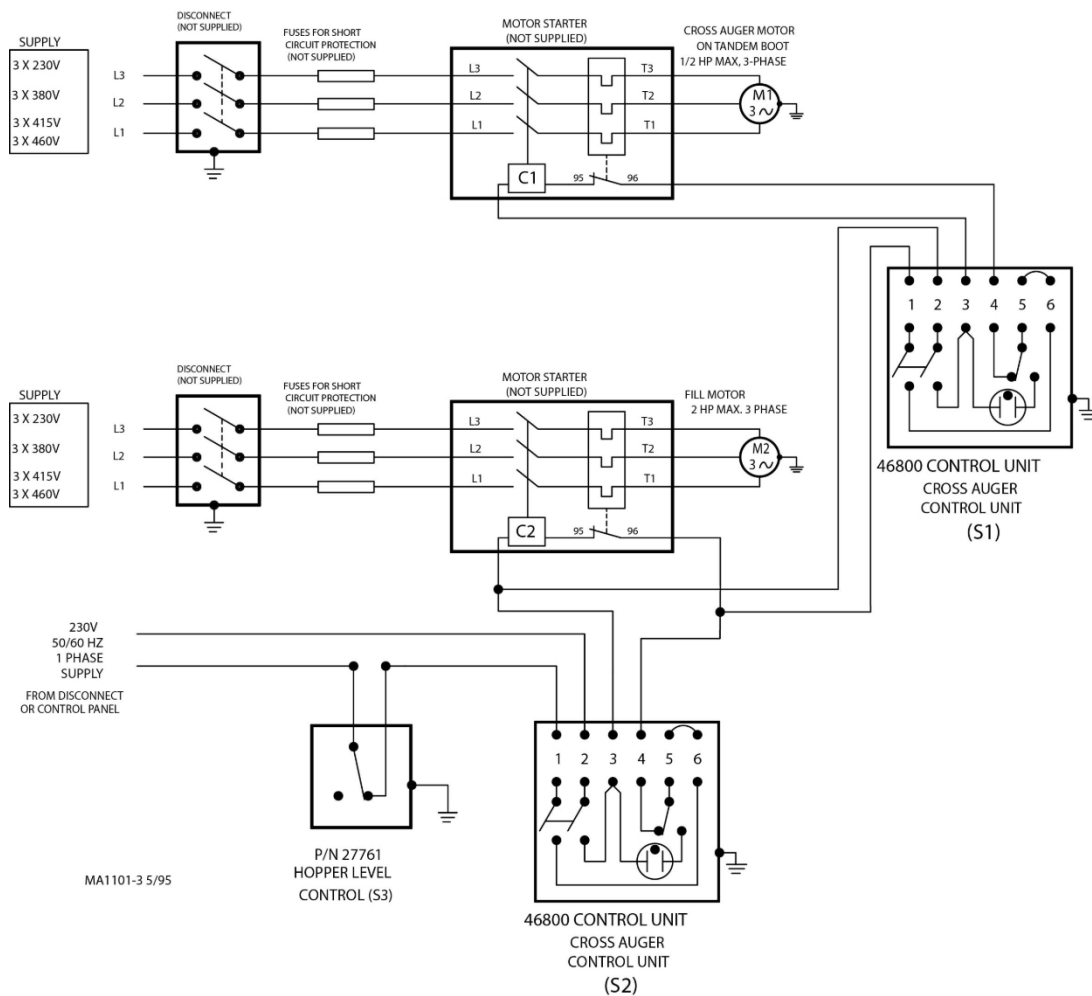 DISCONNECT
(NOT SUPPLIED)
FUSES FOR SHORT
CIRCUIT PROTECTION
(NOT SUPPLIED)
MOTOR STARTER
(NOT SUPPLIED)
CROSS AUGER MOTOR
ON TANDEM BOOT
1/2 HP MAX, 3-PHASE
SUPPLY
3 X 230V
3 X 380V
3 X 415V
3 X 460V
L3
L2
L1
L3
L2
L1
T3
T2
T1
M1
3 ~
C1
95
96
1 2 3 4 5 6
46800 CONTROL UNIT
CROSS AUGER
CONTROL UNIT
(S1)
DISCONNECT
(NOT SUPPLIED)
FUSES FOR SHORT
CIRCUIT PROTECTION
(NOT SUPPLIED)
MOTOR STARTER
(NOT SUPPLIED)
FILL MOTOR
2 HP MAX. 3 PHASE
SUPPLY
3 X 230V
3 X 380V
3 X 415V
3 X 460V
L3
L2
L1
L3
L2
L1
T3
T2
T1
M2
3 ~
C2
95
96
230V
50/60 HZ
1 PHASE
SUPPLY
FROM DISCONNECT
OR CONTROL PANEL
P/N 27761
HOPPER LEVEL
CONTROL (S3)
1 2 3 4 5 6
46800 CONTROL UNIT
CROSS AUGER
CONTROL UNIT
(S2)
MA1101-3 5/95